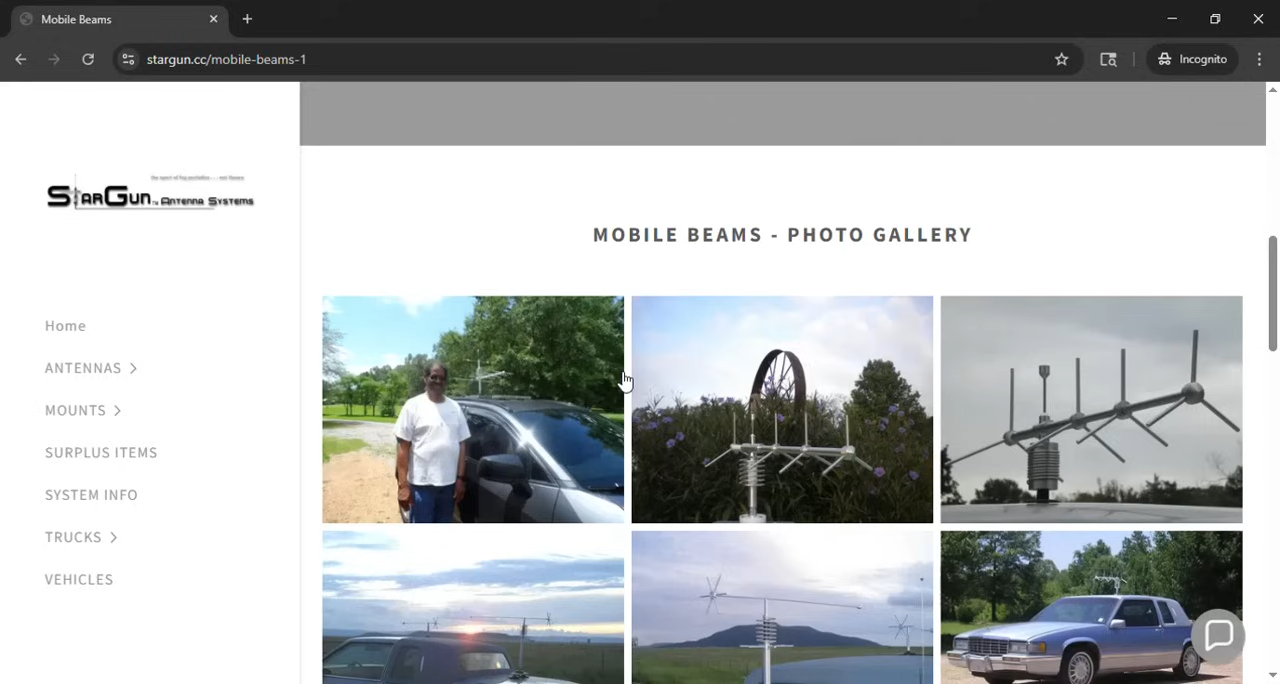 Mobile Beams
stargun.cc/mobile-beams-1
Incognito
STARGUN™ ANTENNA SYSTEMS
MOBILE BEAMS - PHOTO GALLERY
Home
ANTENNAS
MOUNTS
SURPLUS ITEMS
SYSTEM INFO
TRUCKS
VEHICLES